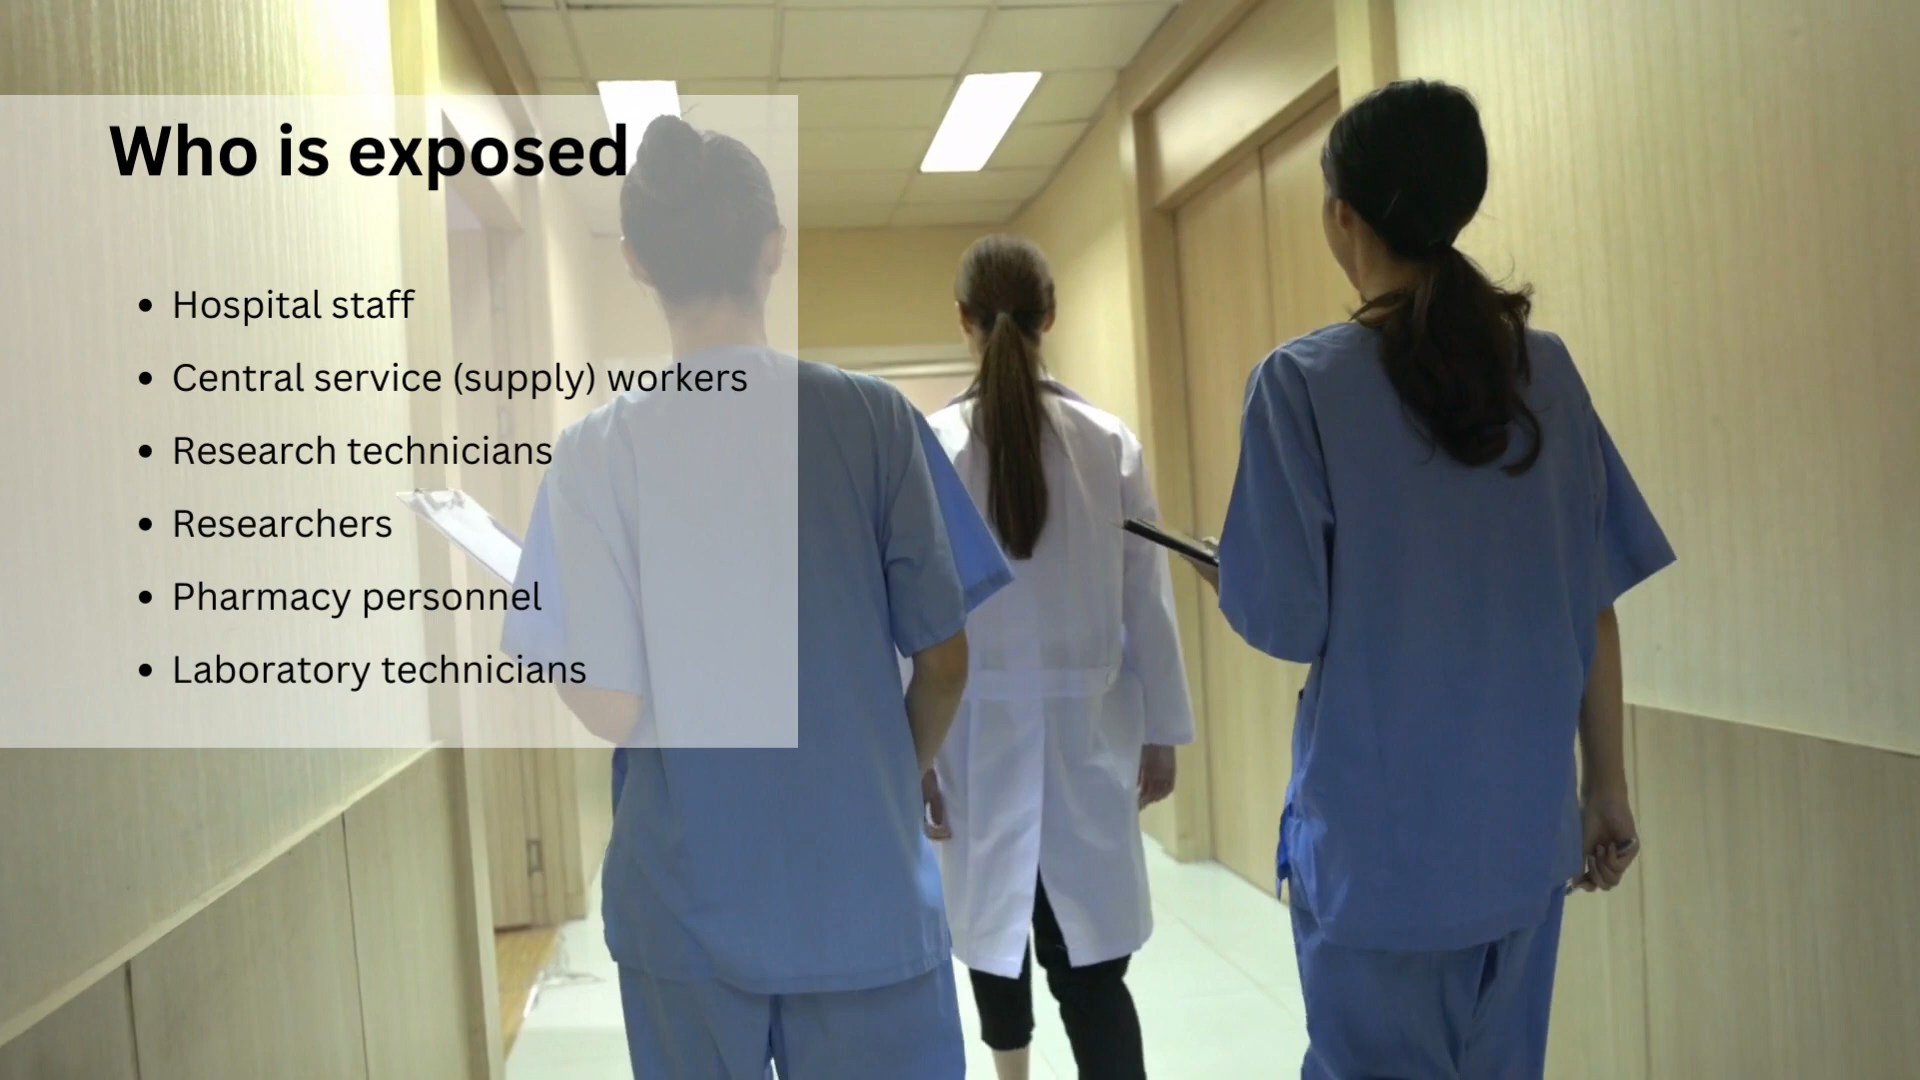 Who is exposed
• Hospital staff
• Central service (supply) workers
• Research technicians
• Researchers
• Pharmacy personnel
• Laboratory technicians